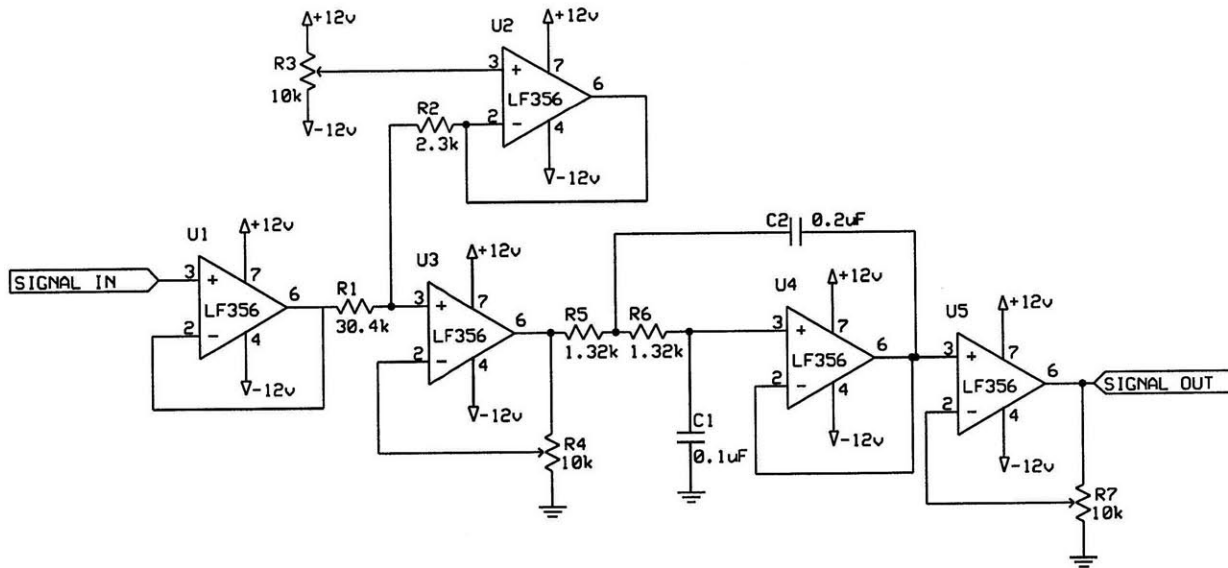 +12v
R3
10k
-12v
U2
+12v
3
+
7
6
LF356
2
-
4
-12v
R2
2.3k
SIGNAL IN
U1
+12v
3
+
7
6
LF356
2
-
4
-12v
R1
30.4k
U3
+12v
3
+
7
6
LF356
2
-
4
-12v
R4
10k
R5
1.32k
R6
1.32k
C2
0.2uF
C1
0.1uF
U4
+12v
3
+
7
6
LF356
2
-
4
-12v
U5
+12v
3
+
7
6
LF356
2
-
4
-12v
SIGNAL OUT
R7
10k